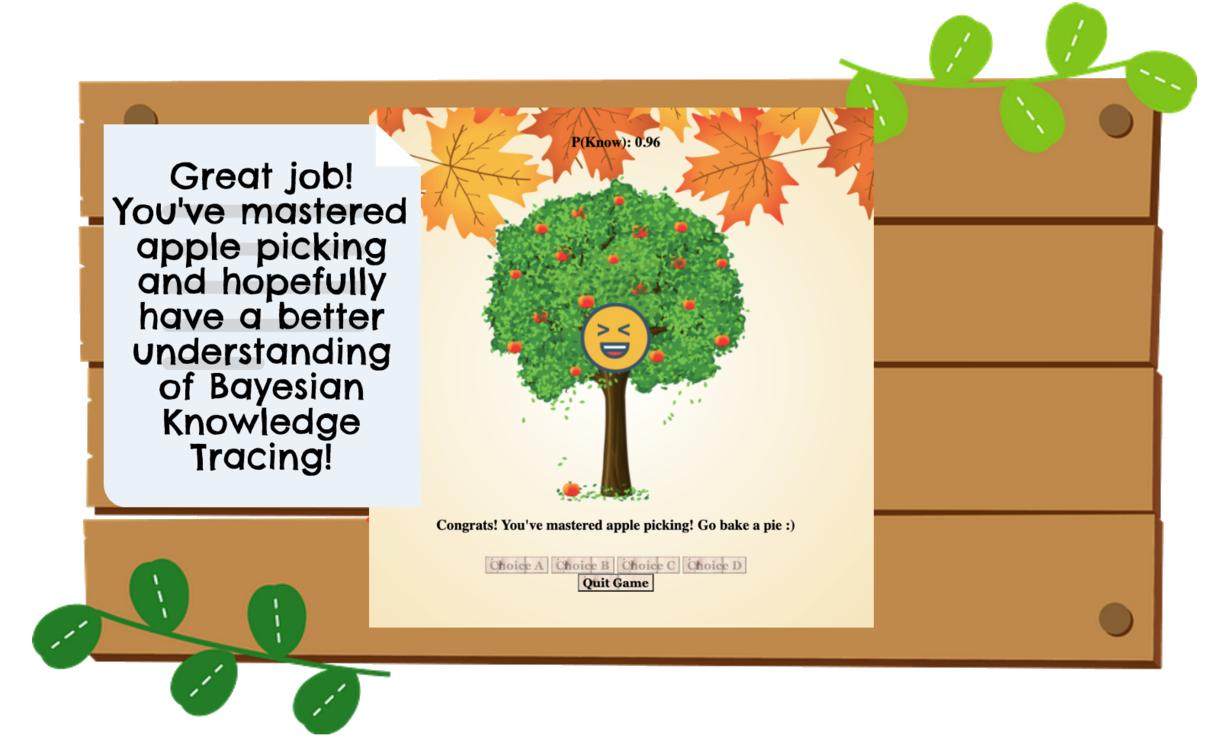 Great job!
You've mastered
apple picking
and hopefully
have a better
understanding
of Bayesian
Knowledge
Tracing!
P(Know): 0.96
Congrats! You've mastered apple picking! Go bake a pie :)
Choice A Choice B Choice C Choice D
Quit Game